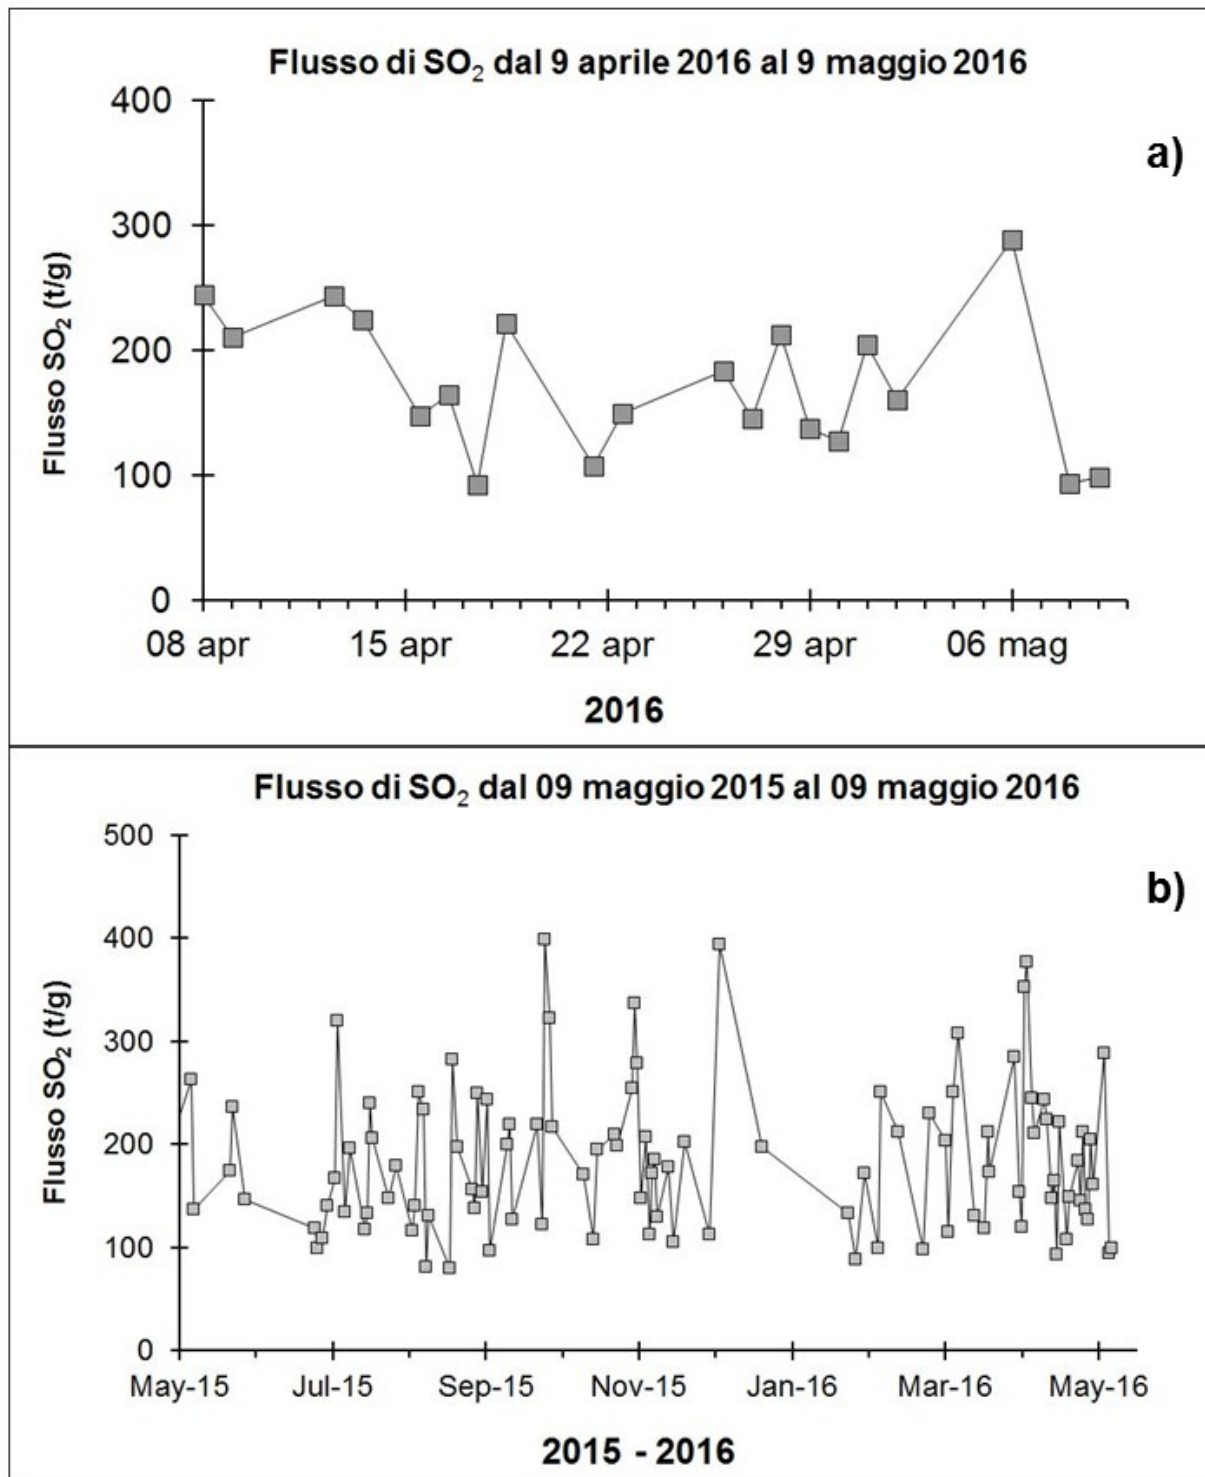 Flusso di SO₂ dal 9 aprile 2016 al 9 maggio 2016
a)
400
300
200
100
0
Flusso SO₂ (t/g)
08 apr 15 apr 22 apr 29 apr 06 mag
2016
Flusso di SO₂ dal 09 maggio 2015 al 09 maggio 2016
b)
500
400
300
200
100
0
Flusso SO₂ (t/g)
May-15 Jul-15 Sep-15 Nov-15 Jan-16 Mar-16 May-16
2015 - 2016